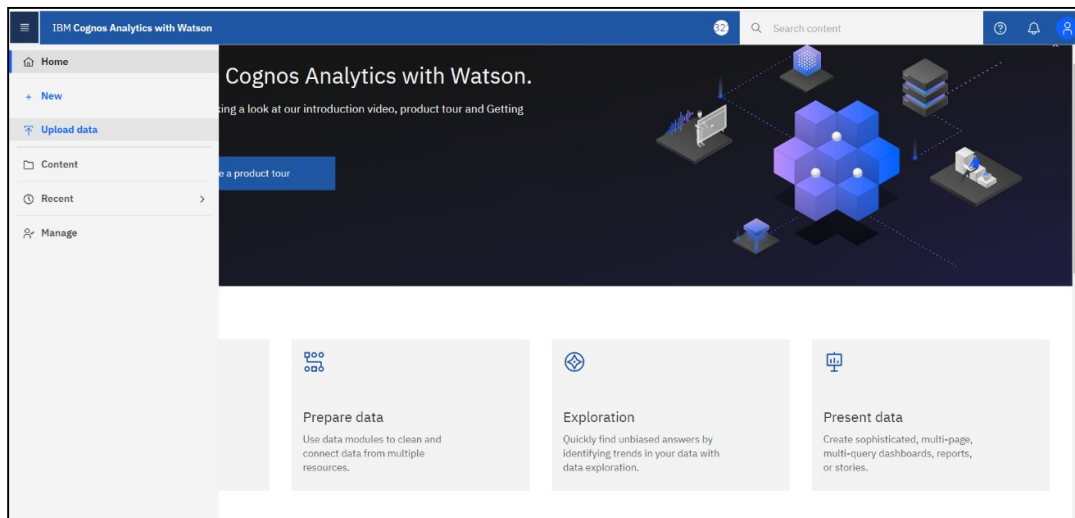 IBM Cognos Analytics with Watson
Search content
Home
New
Upload data
Content
Recent
Manage
Cognos Analytics with Watson.
king a look at our introduction video, product tour and Getting
e a product tour
Prepare data
Use data modules to clean and
connect data from multiple
resources.
Exploration
Quickly find unbiased answers by
identifying trends in your data with
data exploration.
Present data
Create sophisticated, multi-page,
multi-query dashboards, reports,
or stories.